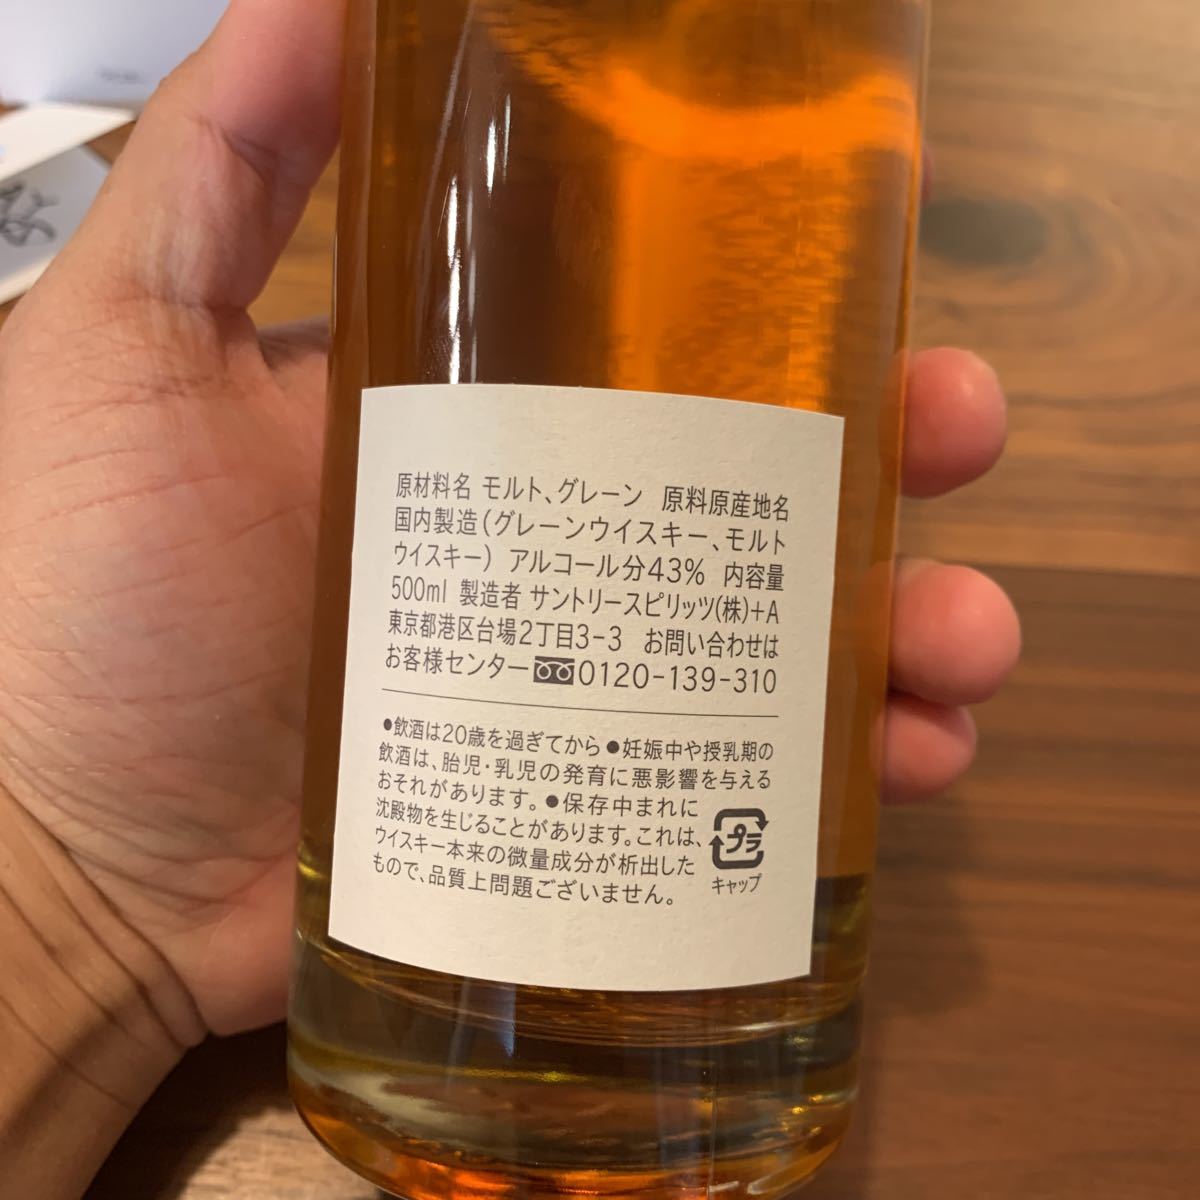 原材料名 モルト、グレーン 原料原産地名
国内製造(グレーンウイスキー、モルト
ウイスキー) アルコール分43% 内容量
500ml 製造者 サントリースピリッツ(株)+A
東京都港区台場2丁目3-3 お問い合わせは
お客様センター 0120-139-310
●飲酒は20歳を過ぎてから ●妊娠中や授乳期の
飲酒は、胎児・乳児の発育に悪影響を与える
おそれがあります。●保存中まれに
沈殿物を生じることがあります。これは、
ウイスキー本来の微量成分が析出した
もので、品質上問題ございません。
プラ
キャップ